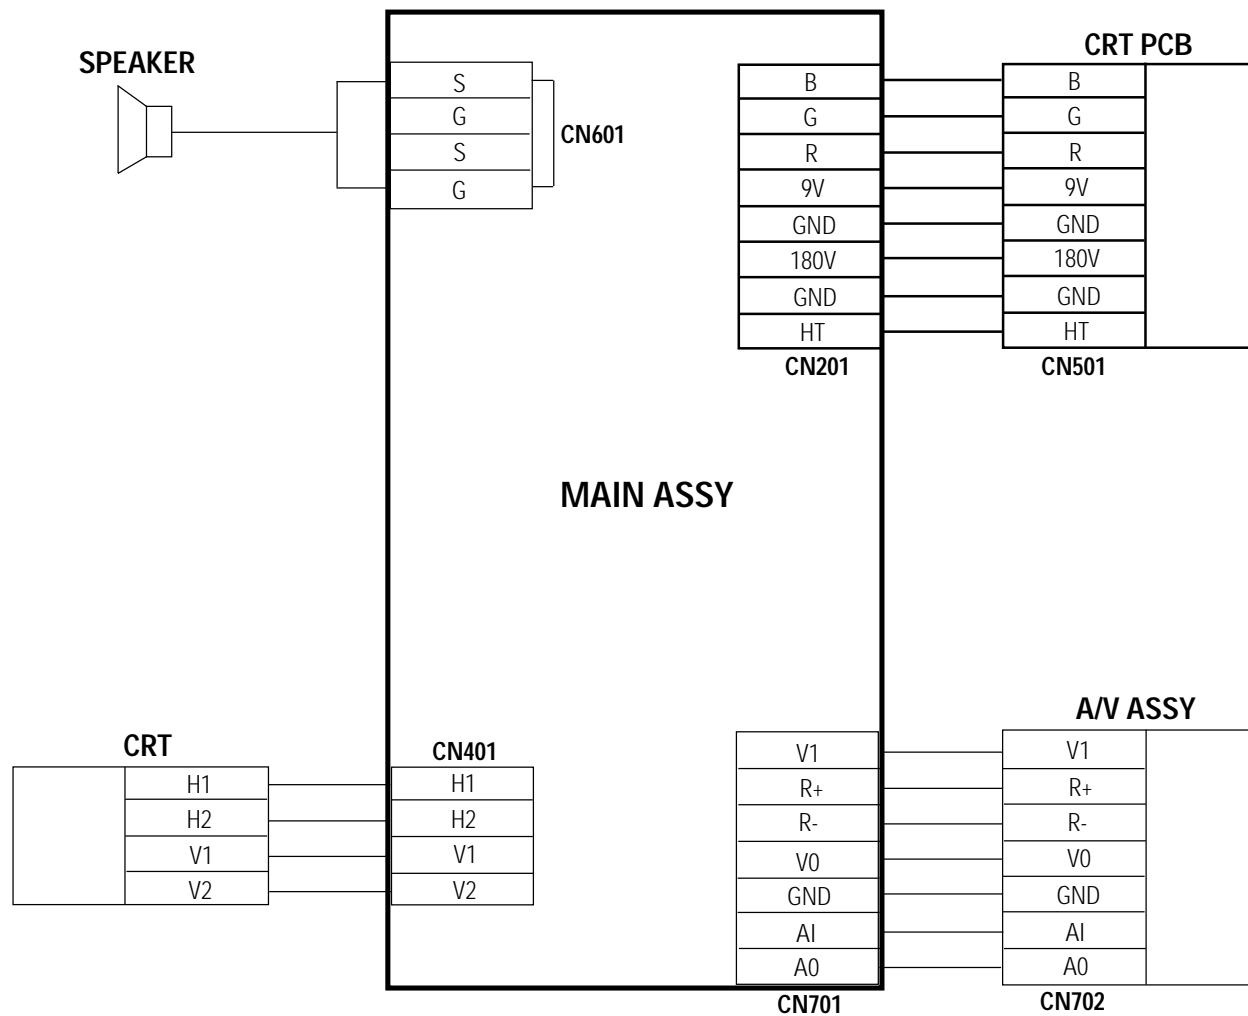 SPEAKER
S
G
S
G
CN601
B
G
R
9V
GND
180V
GND
HT
CN201
CRT PCB
B
G
R
9V
GND
180V
GND
HT
CN501
MAIN ASSY
CRT
H1
H2
V1
V2
CN401
H1
H2
V1
V2
V1
R+
R-
V0
GND
AI
A0
CN701
A/V ASSY
V1
R+
R-
V0
GND
AI
A0
CN702